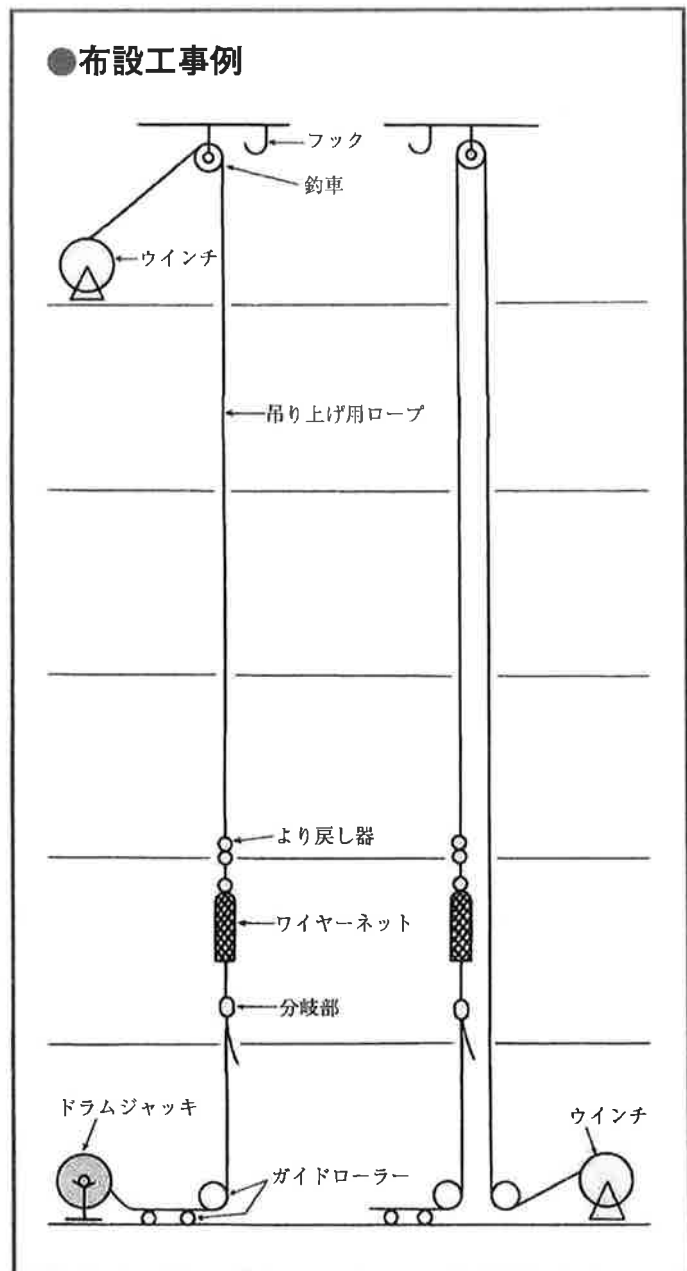 ●布設工事例
フック
釣車
ウインチ
吊り上げ用ロープ
より戻し器
ワイヤーネット
分岐部
ドラムジャッキ
ウインチ
ガイドローラー